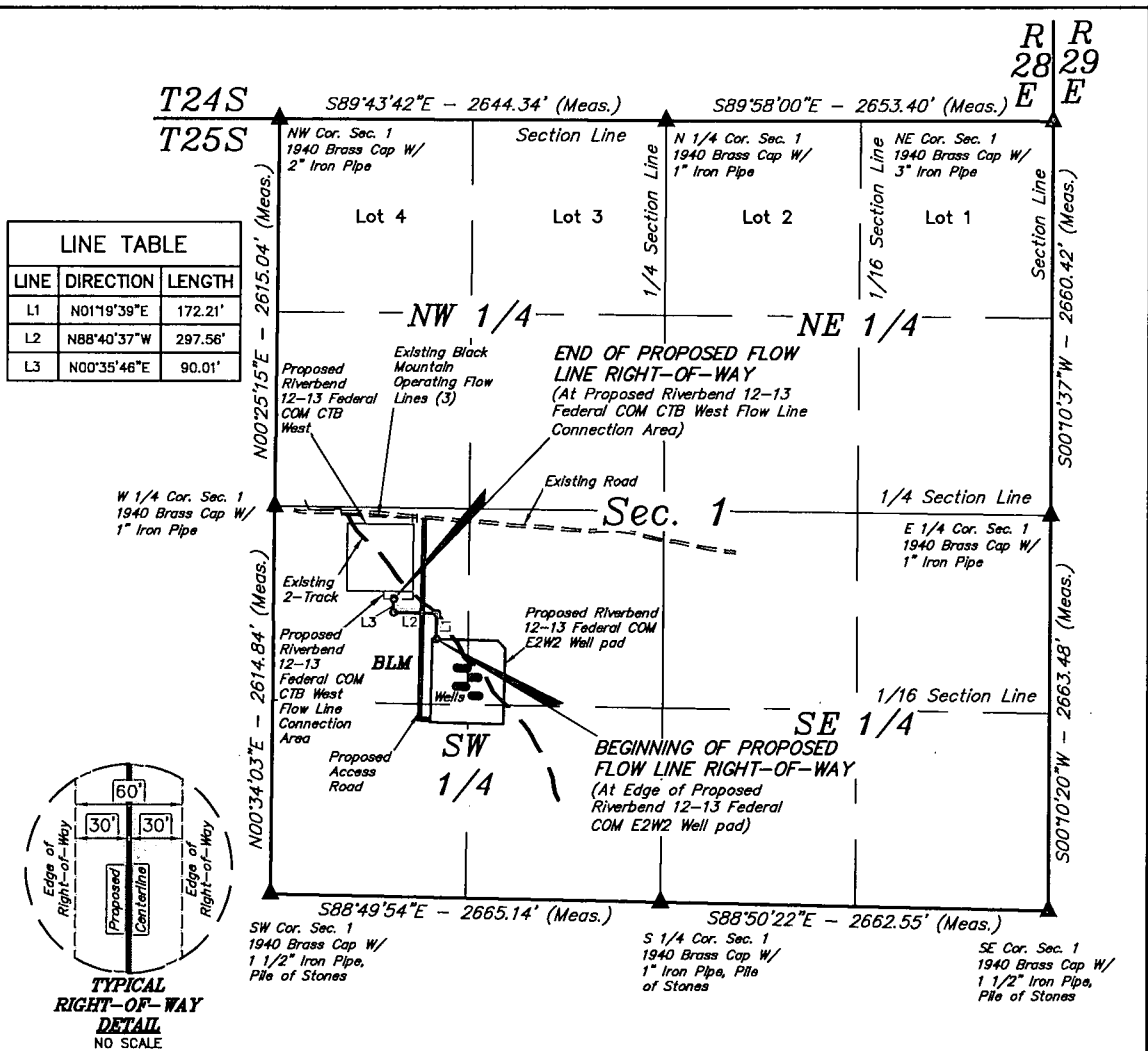 R R
28 29
E E
T24S
T25S
S89°43'42"E - 2644.34' (Meas.)
S89°58'00"E - 2653.40' (Meas.)
NW Cor. Sec. 1
1940 Brass Cap W/
2" Iron Pipe
Section Line
N 1/4 Cor. Sec. 1
1940 Brass Cap W/
1" Iron Pipe
NE Cor. Sec. 1
1940 Brass Cap W/
3" Iron Pipe
Lot 4
Lot 3
Lot 2
Lot 1
1/4 Section Line
1/16 Section Line
Section Line
N00°25'15"E - 2615.04' (Meas.)
S00°10'37"W - 2660.42' (Meas.)
LINE TABLE
LINE DIRECTION LENGTH
L1 N01°19'39"E 172.21'
L2 N88°40'37"W 297.56'
L3 N00°35'46"E 90.01'
NW 1/4
NE 1/4
Proposed
Riverbend
12-13 Federal
COM CTB
West
Existing Black
Mountain
Operating Flow
Lines (3)
END OF PROPOSED FLOW
LINE RIGHT-OF-WAY
(At Proposed Riverbend 12-13
Federal COM CTB West Flow Line
Connection Area)
Existing Road
W 1/4 Cor. Sec. 1
1940 Brass Cap W/
1" Iron Pipe
Sec. 1
1/4 Section Line
E 1/4 Cor. Sec. 1
1940 Brass Cap W/
1" Iron Pipe
Existing
2-Track
L3
L2
Proposed Riverbend
12-13 Federal COM
E2W2 Well pad
Proposed
Riverbend
12-13
Federal COM
CTB West
Flow Line
Connection
Area
BLM
Wells
1/16 Section Line
N00°34'03"E - 2614.84' (Meas.)
S00°10'20"W - 2663.48' (Meas.)
SE 1/4
SW
1/4
Proposed
Access
Road
BEGINNING OF PROPOSED
FLOW LINE RIGHT-OF-WAY
(At Edge of Proposed
Riverbend 12-13 Federal
COM E2W2 Well pad)
60'
30' 30'
Edge of
Right-of-Way
Proposed
Centerline
Edge of
Right-of-Way
TYPICAL
RIGHT-OF-WAY
DETAIL
NO SCALE
S88°49'54"E - 2665.14' (Meas.)
S88°50'22"E - 2662.55' (Meas.)
SW Cor. Sec. 1
1940 Brass Cap W/
1 1/2" Iron Pipe,
Pile of Stones
S 1/4 Cor. Sec. 1
1940 Brass Cap W/
1" Iron Pipe, Pile
of Stones
SE Cor. Sec. 1
1940 Brass Cap W/
1 1/2" Iron Pipe,
Pile of Stones